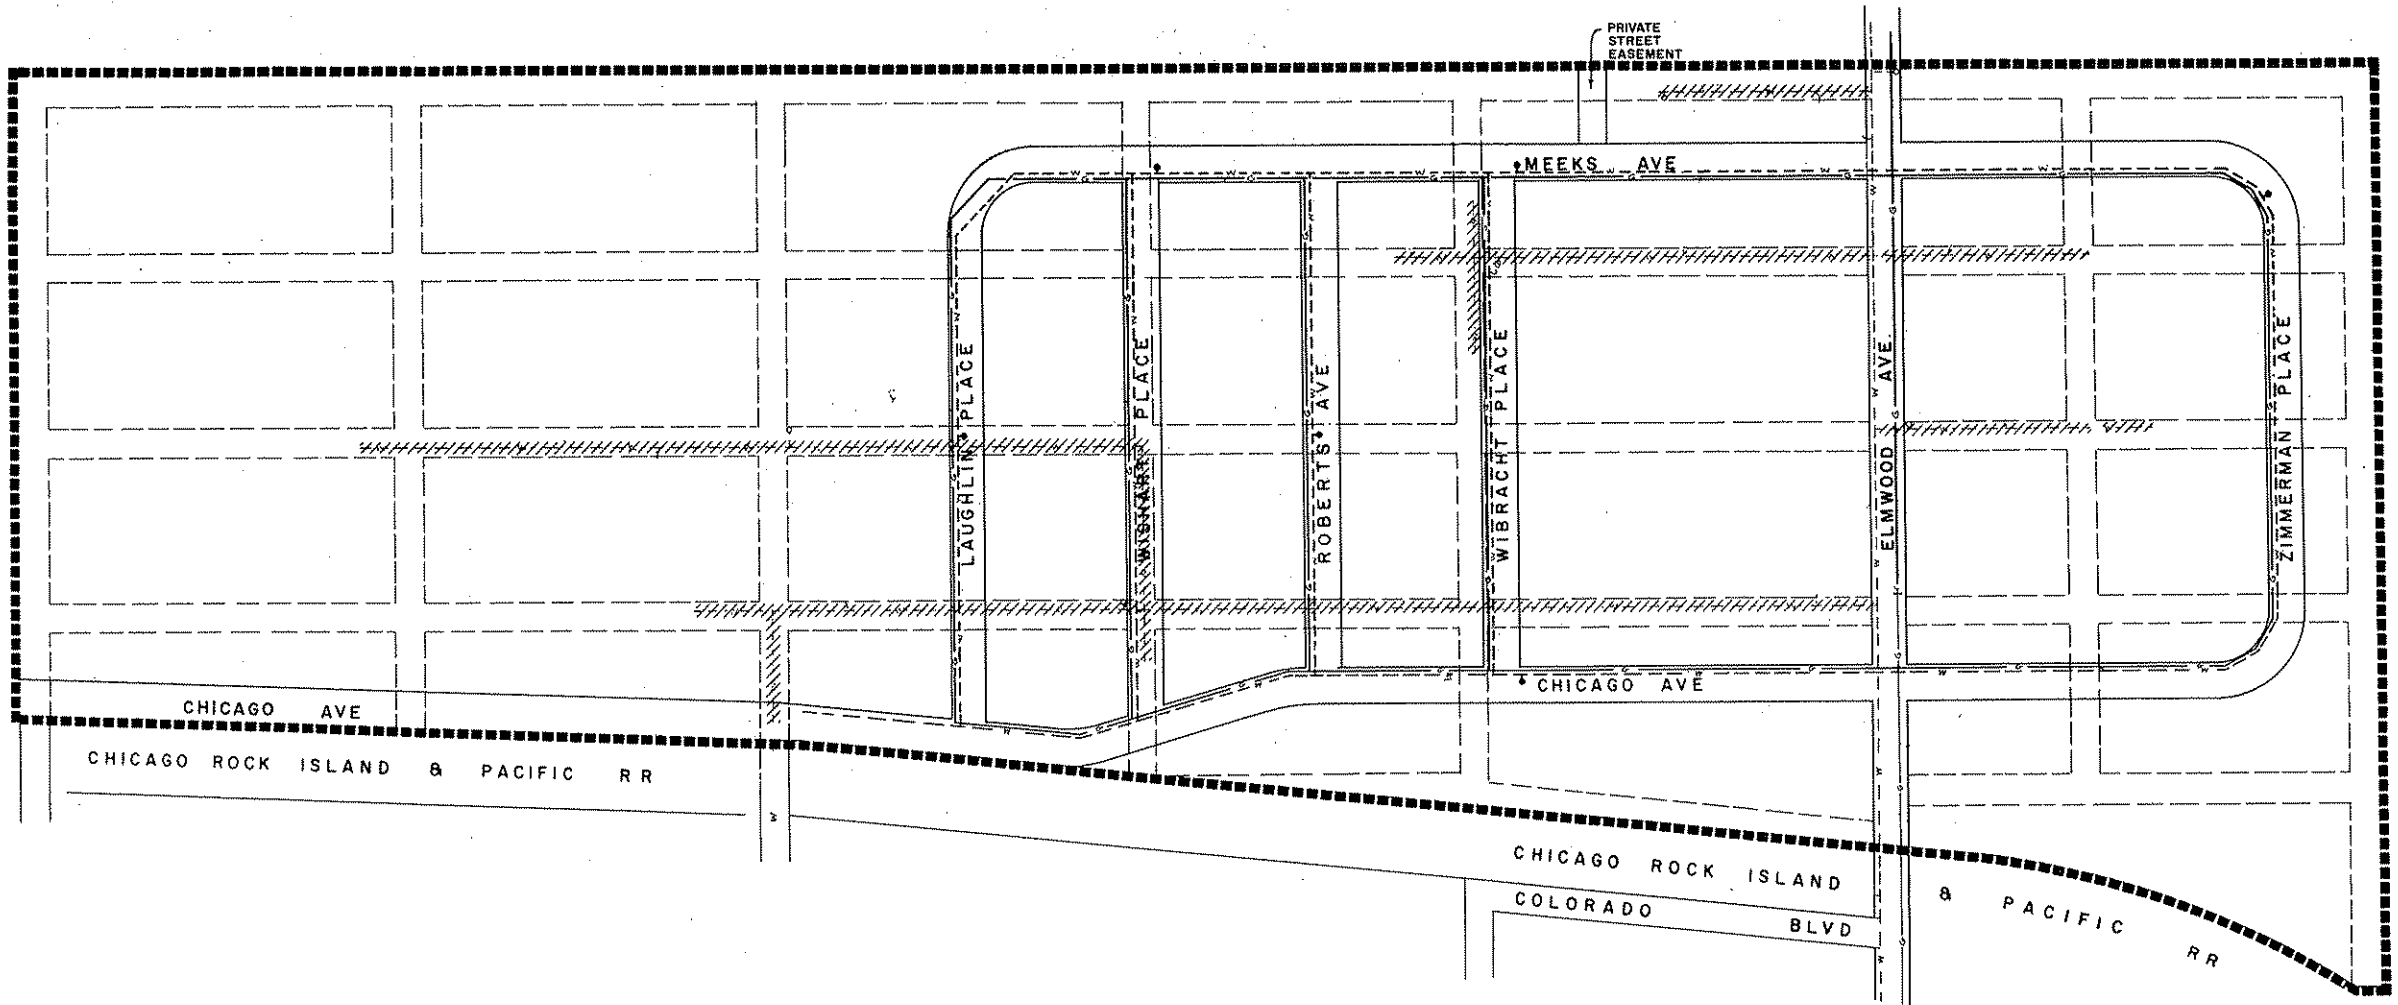 PRIVATE
STREET
EASEMENT
MEEKS AVE
LAUGHLIN PLACE
PLACE
ROBERTS AVE
WIBRACHT PLACE
ELMWOOD AVE.
ZIMMERMAN PLACE
CHICAGO AVE
CHICAGO AVE
CHICAGO ROCK ISLAND & PACIFIC RR
CHICAGO ROCK ISLAND & PACIFIC RR
COLORADO BLVD